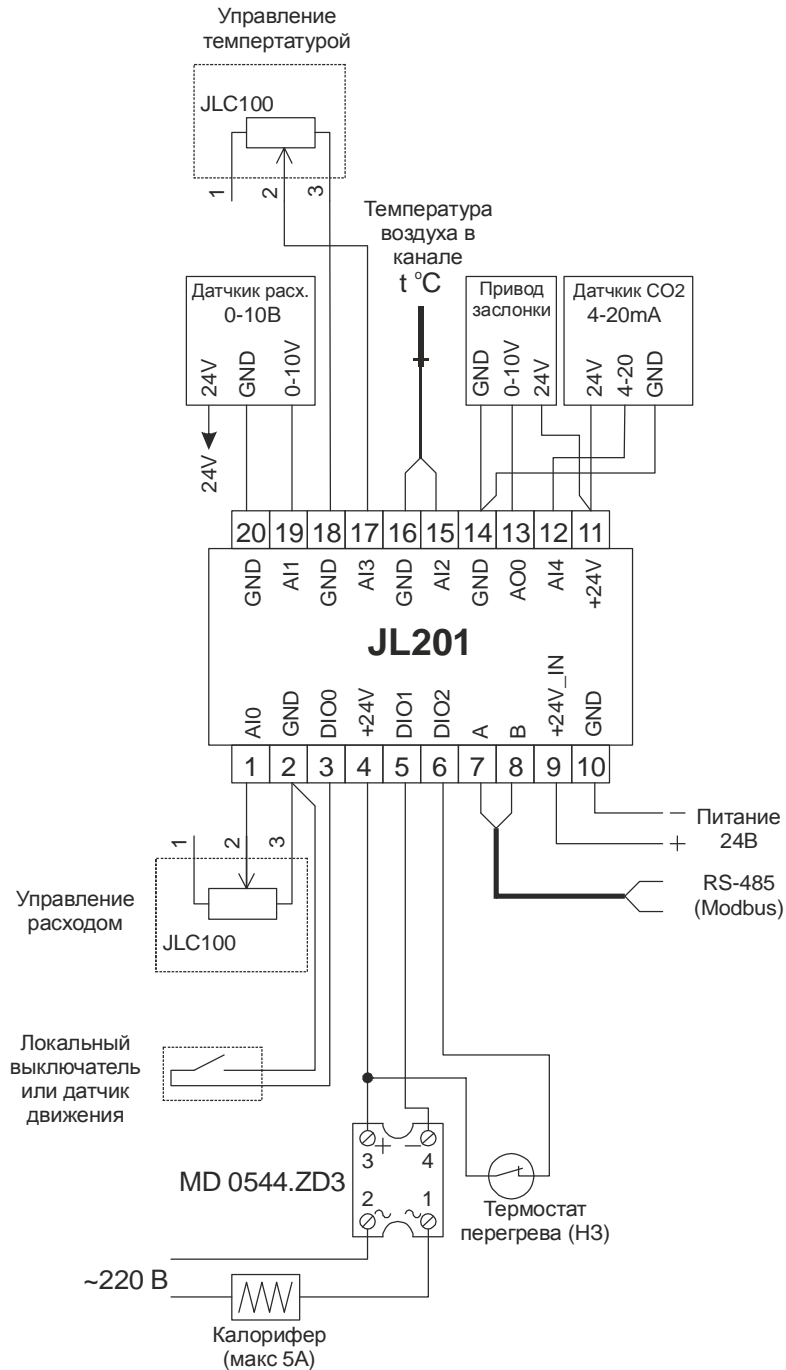 Управление
темпертатурой
JLC100
1
2
3
Температура
воздуха в
канале
t °C
Датчкик расх.
0-10В
24V
GND
0-10V
24V
Привод
заслонки
GND
0-10V
24V
Датчкик CO2
4-20mA
24V
4-20
GND
20 19 18 17 16 15 14 13 12 11
GND AI1 GND AI3 GND AI2 GND AO0 AI4 +24V
JL201
AI0 GND DIO0 +24V DIO1 DIO2 A B +24V_IN GND
1 2 3 4 5 6 7 8 9 10
− Питание
+ 24В
RS-485
(Modbus)
1
2
3
JLC100
Управление
расходом
Локальный
выключатель
или датчик
движения
+ −
3 4
MD 0544.ZD3
2 1
~ ~
Термостат
перегрева (НЗ)
~220 В
Калорифер
(макс 5А)